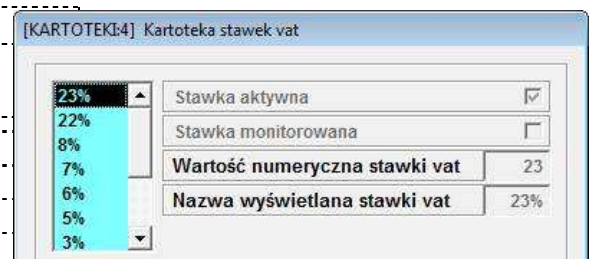 [KARTOTEKI:4] Kartoteka stawek vat
23%
22%
8%
7%
6%
5%
3%
Stawka aktywna
Stawka monitorowana
Wartość numeryczna stawki vat 23
Nazwa wyświetlana stawki vat 23%